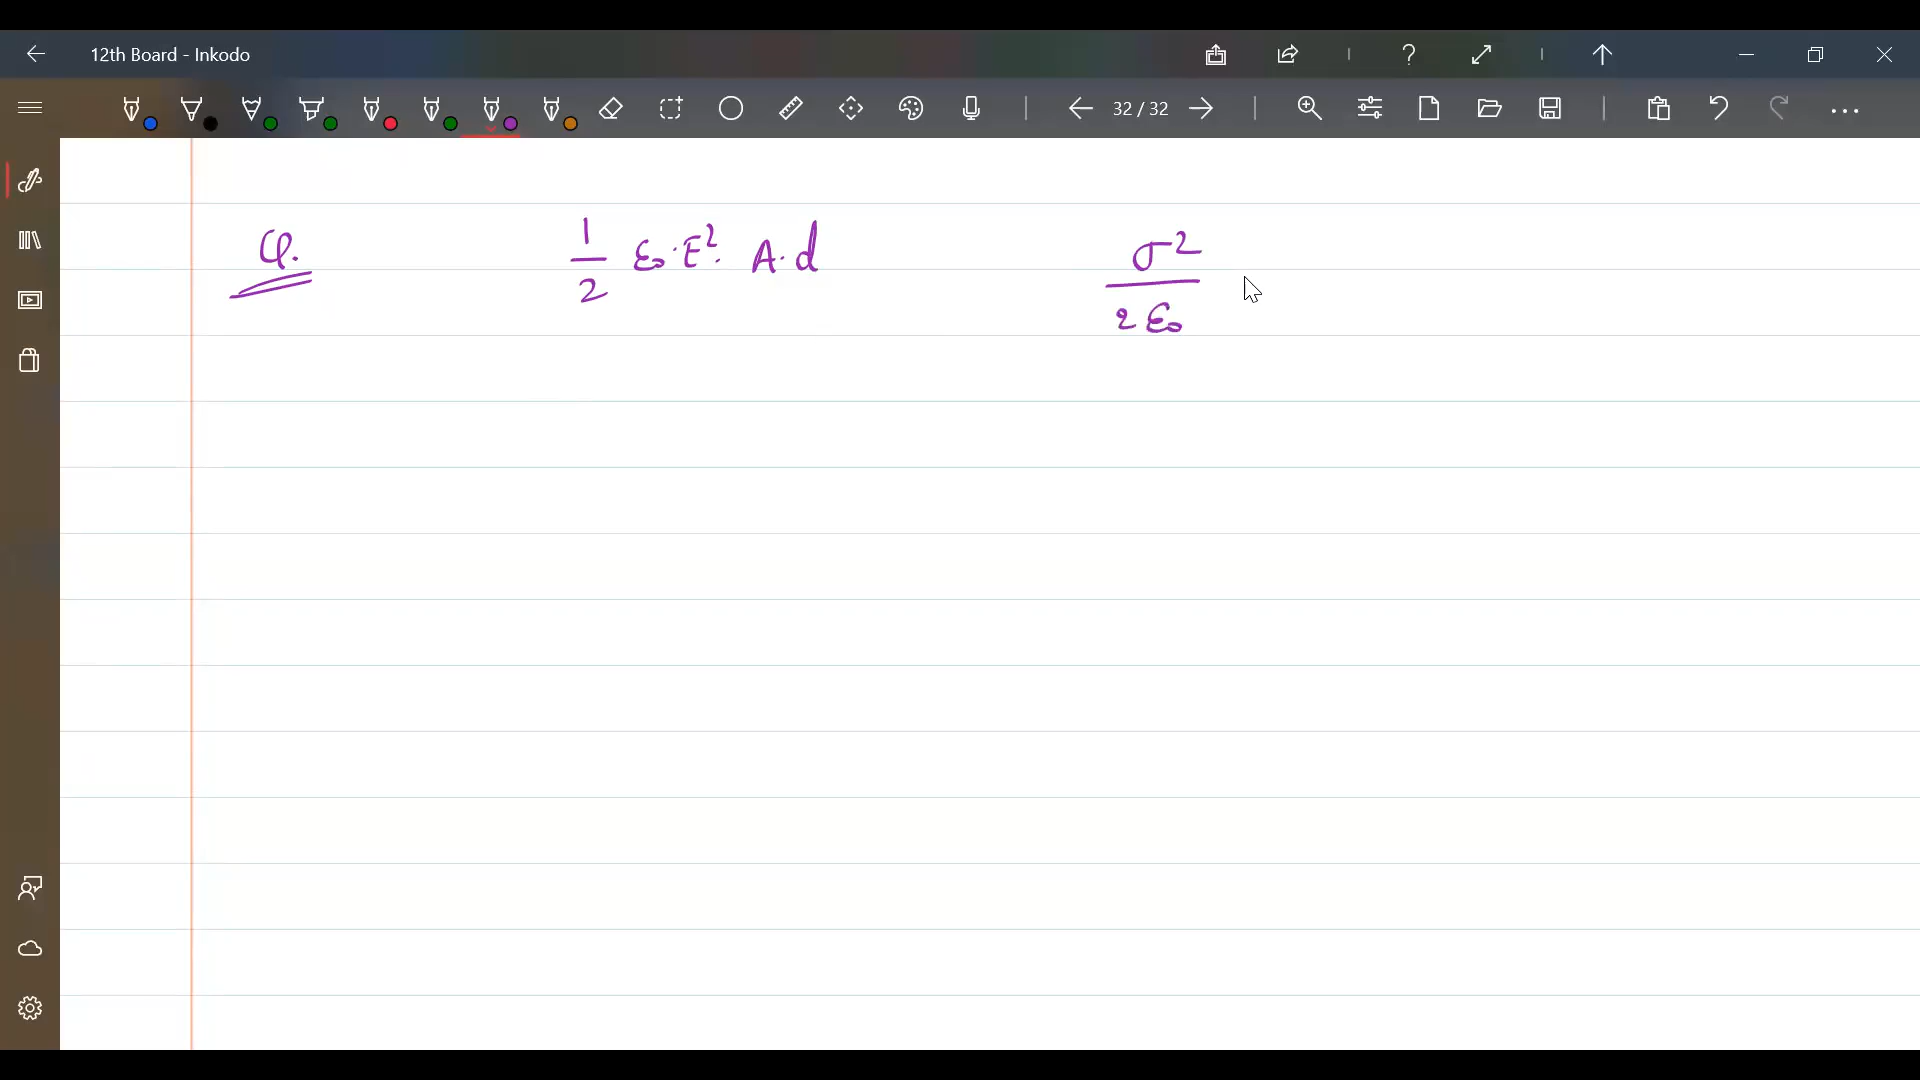 12th Board - Inkodo
32 / 32
Q. 1/2 ε₀·E². A.d σ²/2ε₀